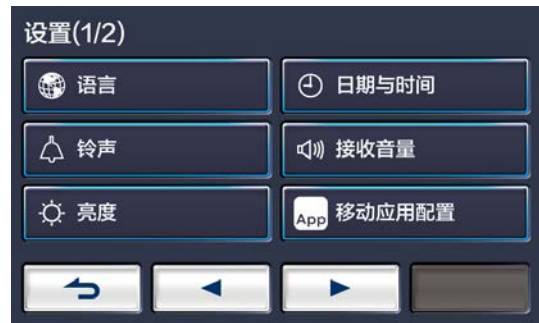 设置(1/2)
语言
日期与时间
铃声
接收音量
亮度
App 移动应用配置